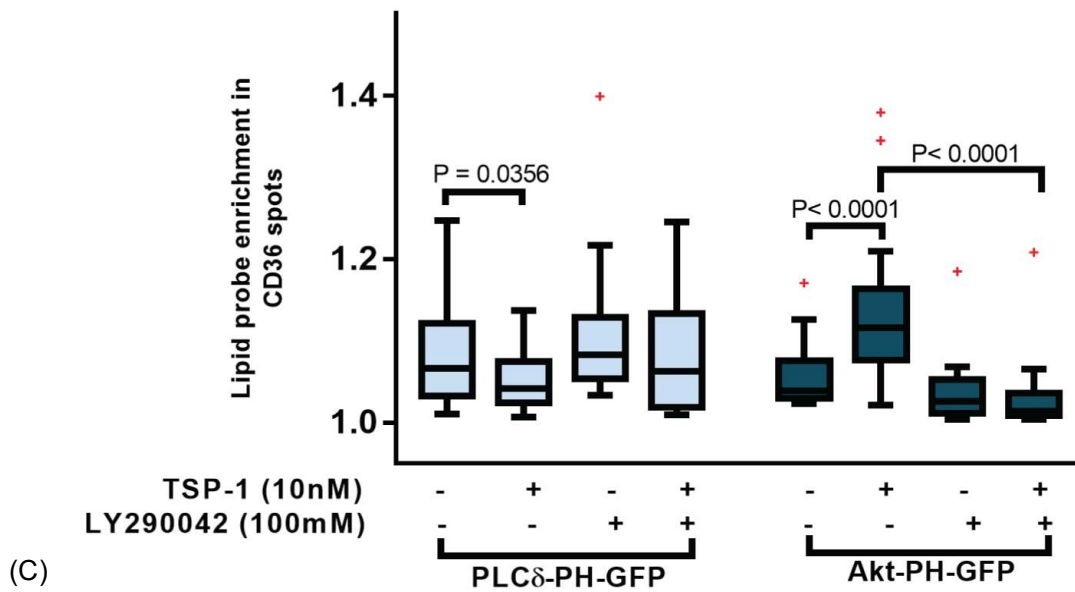 Lipid probe enrichment in
CD36 spots
1.4
1.2
1.0
P = 0.0356
P< 0.0001
P< 0.0001
TSP-1 (10nM) - + - + - + - +
LY290042 (100mM) - - + + - - + +
PLCδ-PH-GFP Akt-PH-GFP
(C)